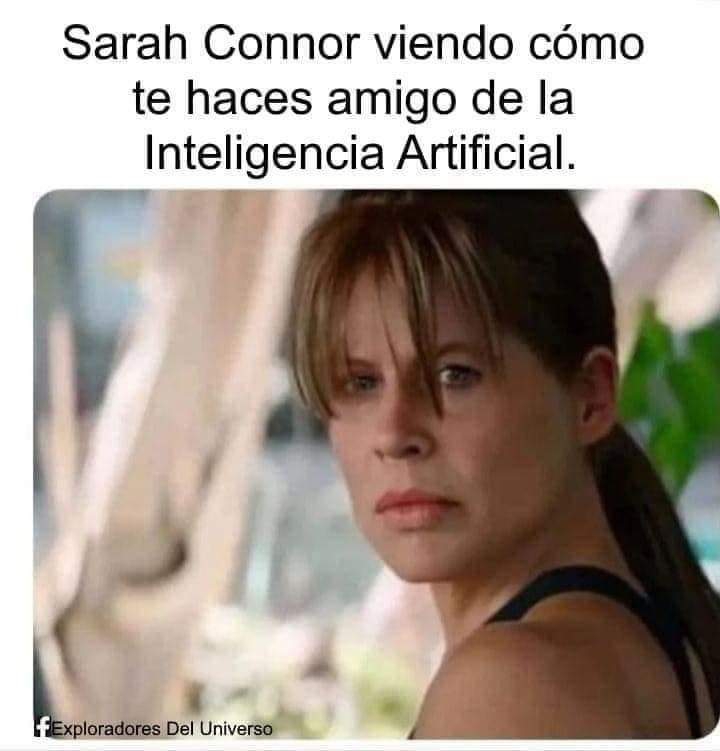 Sarah Connor viendo cómo
te haces amigo de la
Inteligencia Artificial.
Exploradores Del Universo